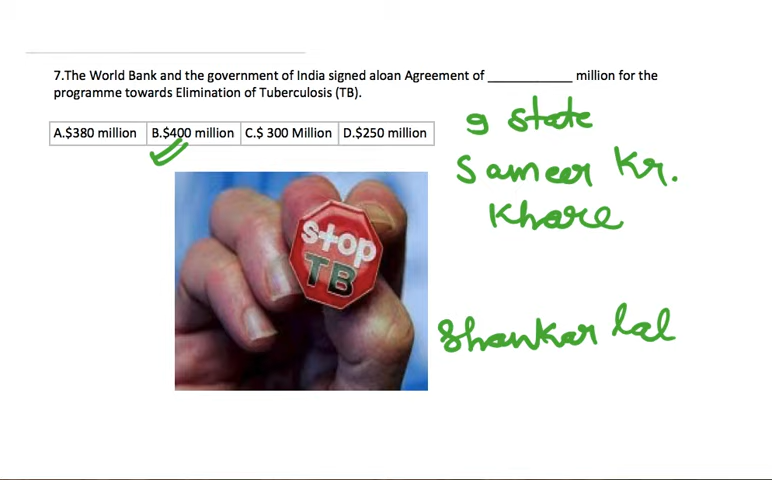 7.The World Bank and the government of India signed aloan Agreement of ____________ million for the
programme towards Elimination of Tuberculosis (TB).
A.$380 million B.$400 million C.$ 300 Million D.$250 million
9 state
Sameer Kr.
Khare
stop
TB
Shankar lal